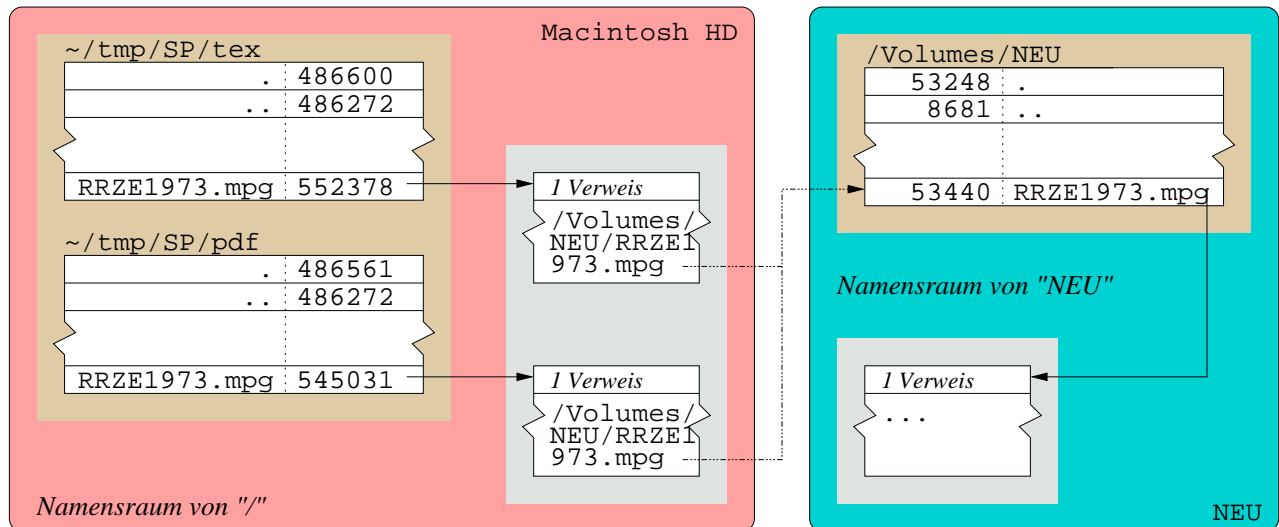 Macintosh HD
~/tmp/SP/tex
. 486600
.. 486272
RRZE1973.mpg 552378
1 Verweis
/Volumes/
NEU/RRZE1
973.mpg
~/tmp/SP/pdf
. 486561
.. 486272
RRZE1973.mpg 545031
1 Verweis
/Volumes/
NEU/RRZE1
973.mpg
Namensraum von "/"
/Volumes/NEU
53248 .
8681 ..
53440 RRZE1973.mpg
Namensraum von "NEU"
1 Verweis
...
NEU